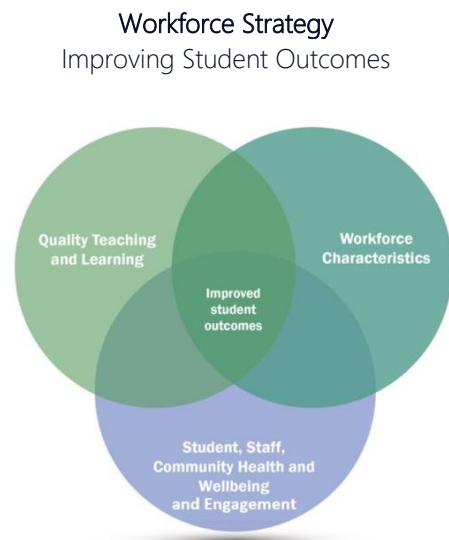 Workforce Strategy
Improving Student Outcomes
Quality Teaching
and Learning
Workforce
Characteristics
Improved
student
outcomes
Student, Staff,
Community Health and
Wellbeing
and Engagement